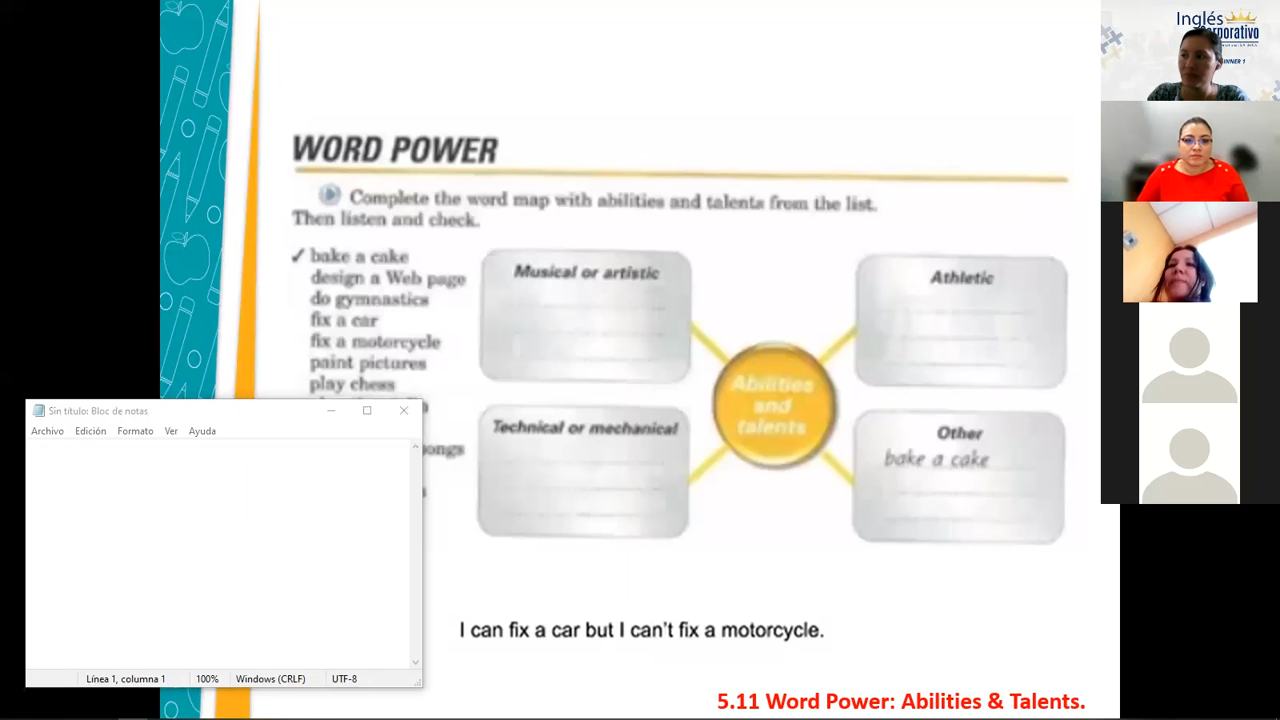 WORD POWER
Complete the word map with abilities and talents from the list.
Then listen and check.
✓ bake a cake
design a Web page
do gymnastics
fix a car
fix a motorcycle
paint pictures
play chess
songs
Musical or artistic
Athletic
Abilities
and
talents
Technical or mechanical
Other
bake a cake
Sin título: Bloc de notas
Archivo Edición Formato Ver Ayuda
Línea 1, columna 1 100% Windows (CRLF) UTF-8
I can fix a car but I can't fix a motorcycle.
5.11 Word Power: Abilities & Talents.
Inglés